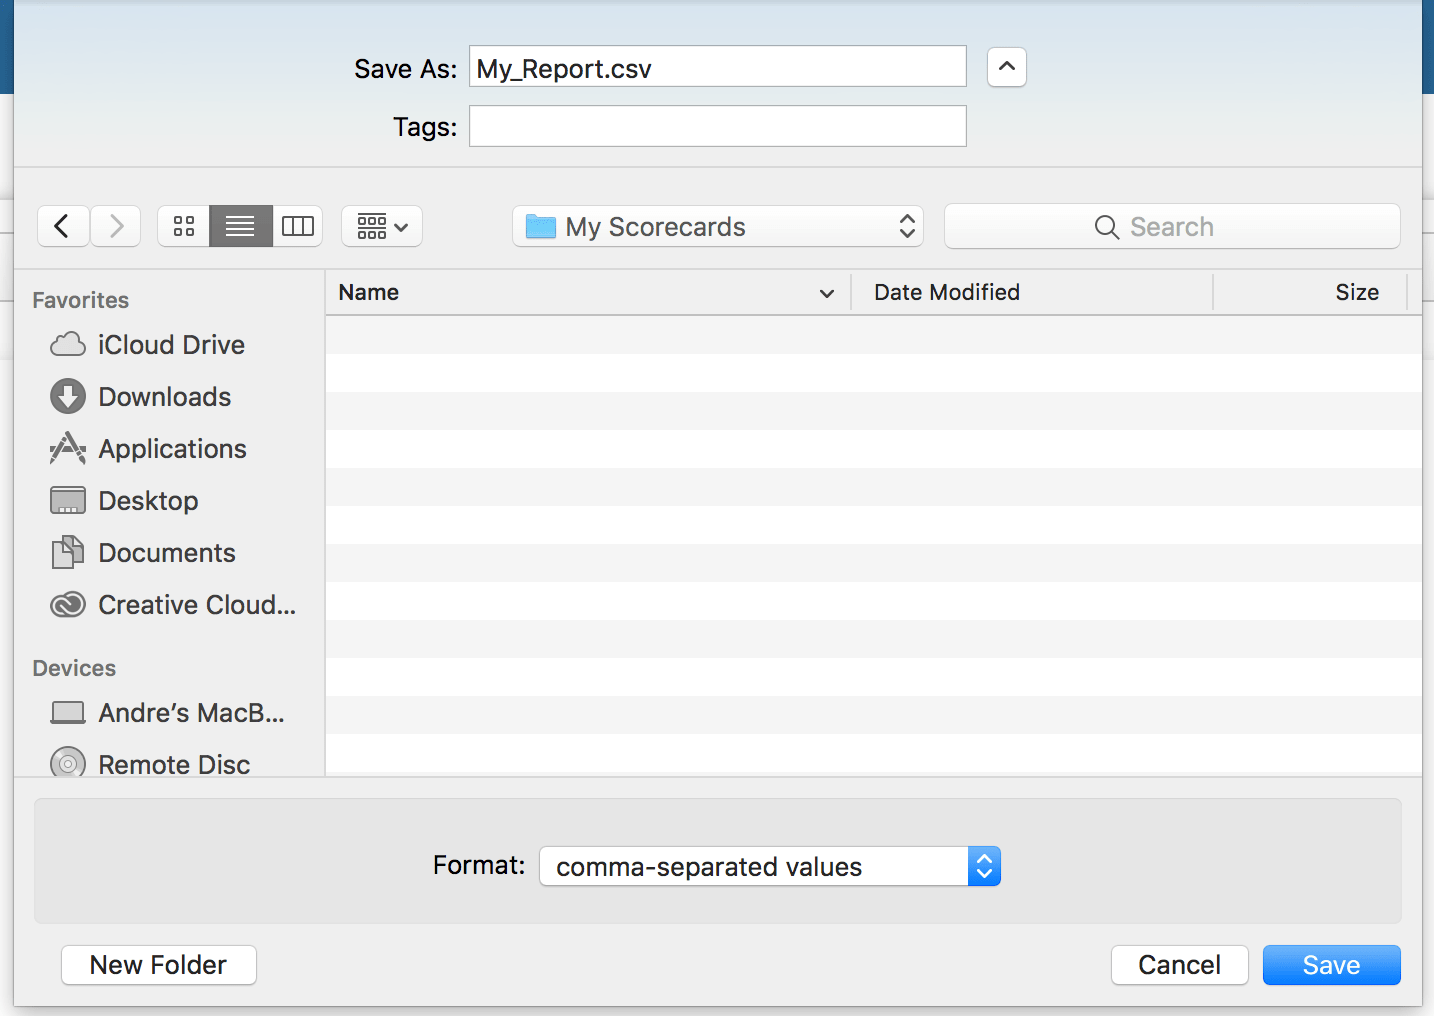 Save As: My_Report.csv
Tags:
My Scorecards
Search
Favorites
iCloud Drive
Downloads
Applications
Desktop
Documents
Creative Cloud...
Devices
Andre’s MacB...
Remote Disc
Name Date Modified Size
Format: comma-separated values
New Folder Cancel Save